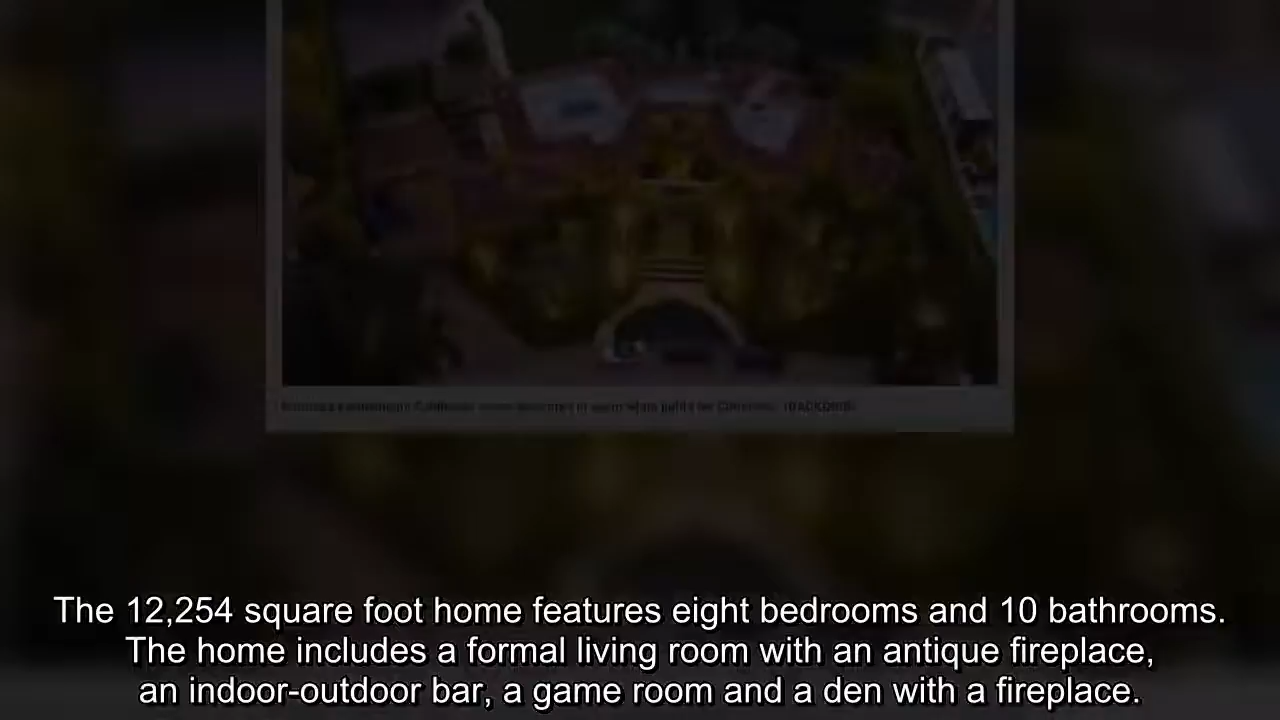 The 12,254 square foot home features eight bedrooms and 10 bathrooms.
The home includes a formal living room with an antique fireplace,
an indoor-outdoor bar, a game room and a den with a fireplace.